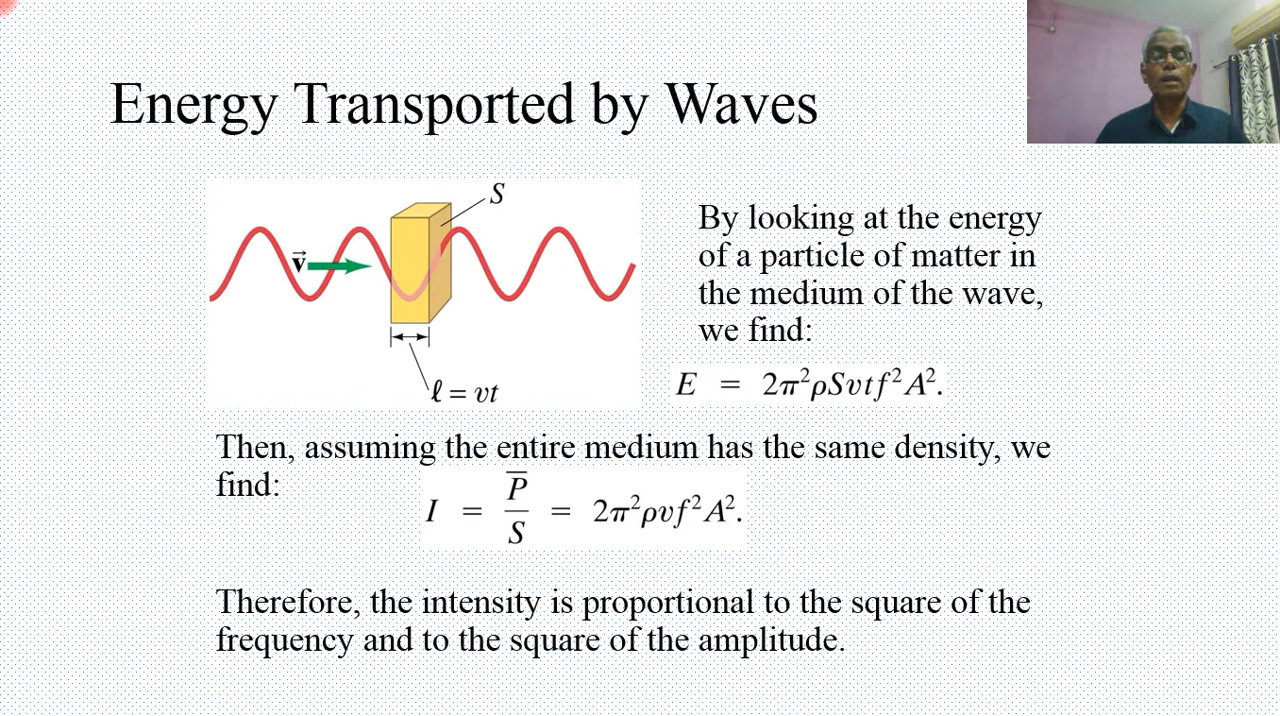 Energy Transported by Waves
S
v⃗
ℓ = vt
By looking at the energy
of a particle of matter in
the medium of the wave,
we find:
E = 2π²ρSvtf²A².
Then, assuming the entire medium has the same density, we
find:
I = P̅/S = 2π²ρvf²A².
Therefore, the intensity is proportional to the square of the
frequency and to the square of the amplitude.